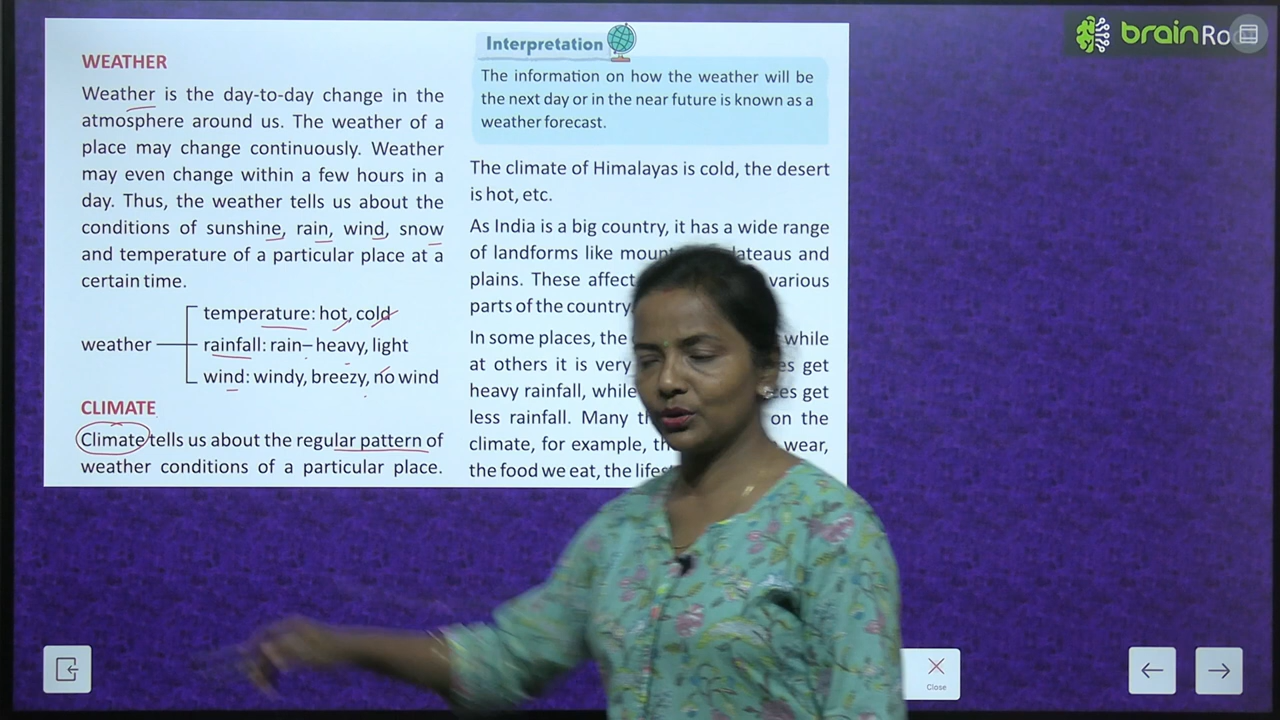 WEATHER
Weather is the day-to-day change in the
atmosphere around us. The weather of a
place may change continuously. Weather
may even change within a few hours in a
day. Thus, the weather tells us about the
conditions of sunshine, rain, wind, snow
and temperature of a particular place at a
certain time.
temperature: hot, cold
weather
rainfall: rain– heavy, light
wind: windy, breezy, no wind
CLIMATE
Climate tells us about the regular pattern of
weather conditions of a particular place.
Interpretation
The information on how the weather will be
the next day or in the near future is known as a
weather forecast.
The climate of Himalayas is cold, the desert
is hot, etc.
As India is a big country, it has a wide range
of landforms like and
plains. These various
parts of the country
In some places, the while
at others it is very get
heavy rainfall, while get
less rainfall. Many on the
climate, for example, wear,
the food we eat, the
brain
Close